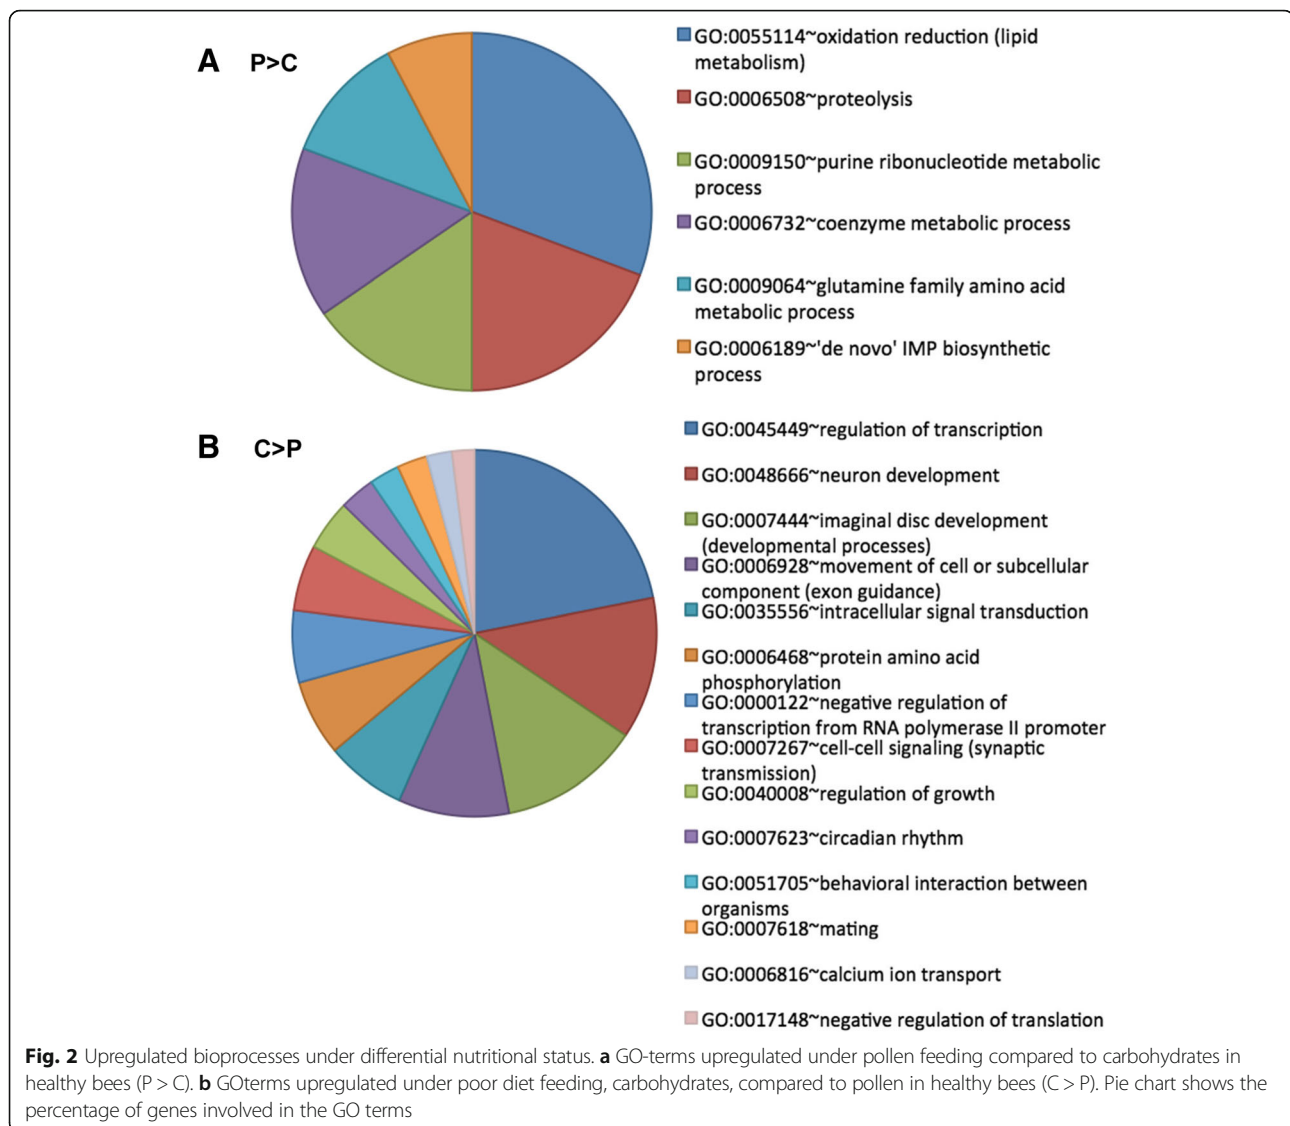 A P>C
GO:0055114~oxidation reduction (lipid
metabolism)
GO:0006508~proteolysis
GO:0009150~purine ribonucleotide metabolic
process
GO:0006732~coenzyme metabolic process
GO:0009064~glutamine family amino acid
metabolic process
GO:0006189~'de novo' IMP biosynthetic
process
B C>P
GO:0045449~regulation of transcription
GO:0048666~neuron development
GO:0007444~imaginal disc development
(developmental processes)
GO:0006928~movement of cell or subcellular
component (exon guidance)
GO:0035556~intracellular signal transduction
GO:0006468~protein amino acid
phosphorylation
GO:0000122~negative regulation of
transcription from RNA polymerase II promoter
GO:0007267~cell-cell signaling (synaptic
transmission)
GO:0040008~regulation of growth
GO:0007623~circadian rhythm
GO:0051705~behavioral interaction between
organisms
GO:0007618~mating
GO:0006816~calcium ion transport
GO:0017148~negative regulation of translation
Fig. 2 Upregulated bioprocesses under differential nutritional status. a GO-terms upregulated under pollen feeding compared to carbohydrates in
healthy bees (P > C). b GOterms upregulated under poor diet feeding, carbohydrates, compared to pollen in healthy bees (C > P). Pie chart shows the
percentage of genes involved in the GO terms